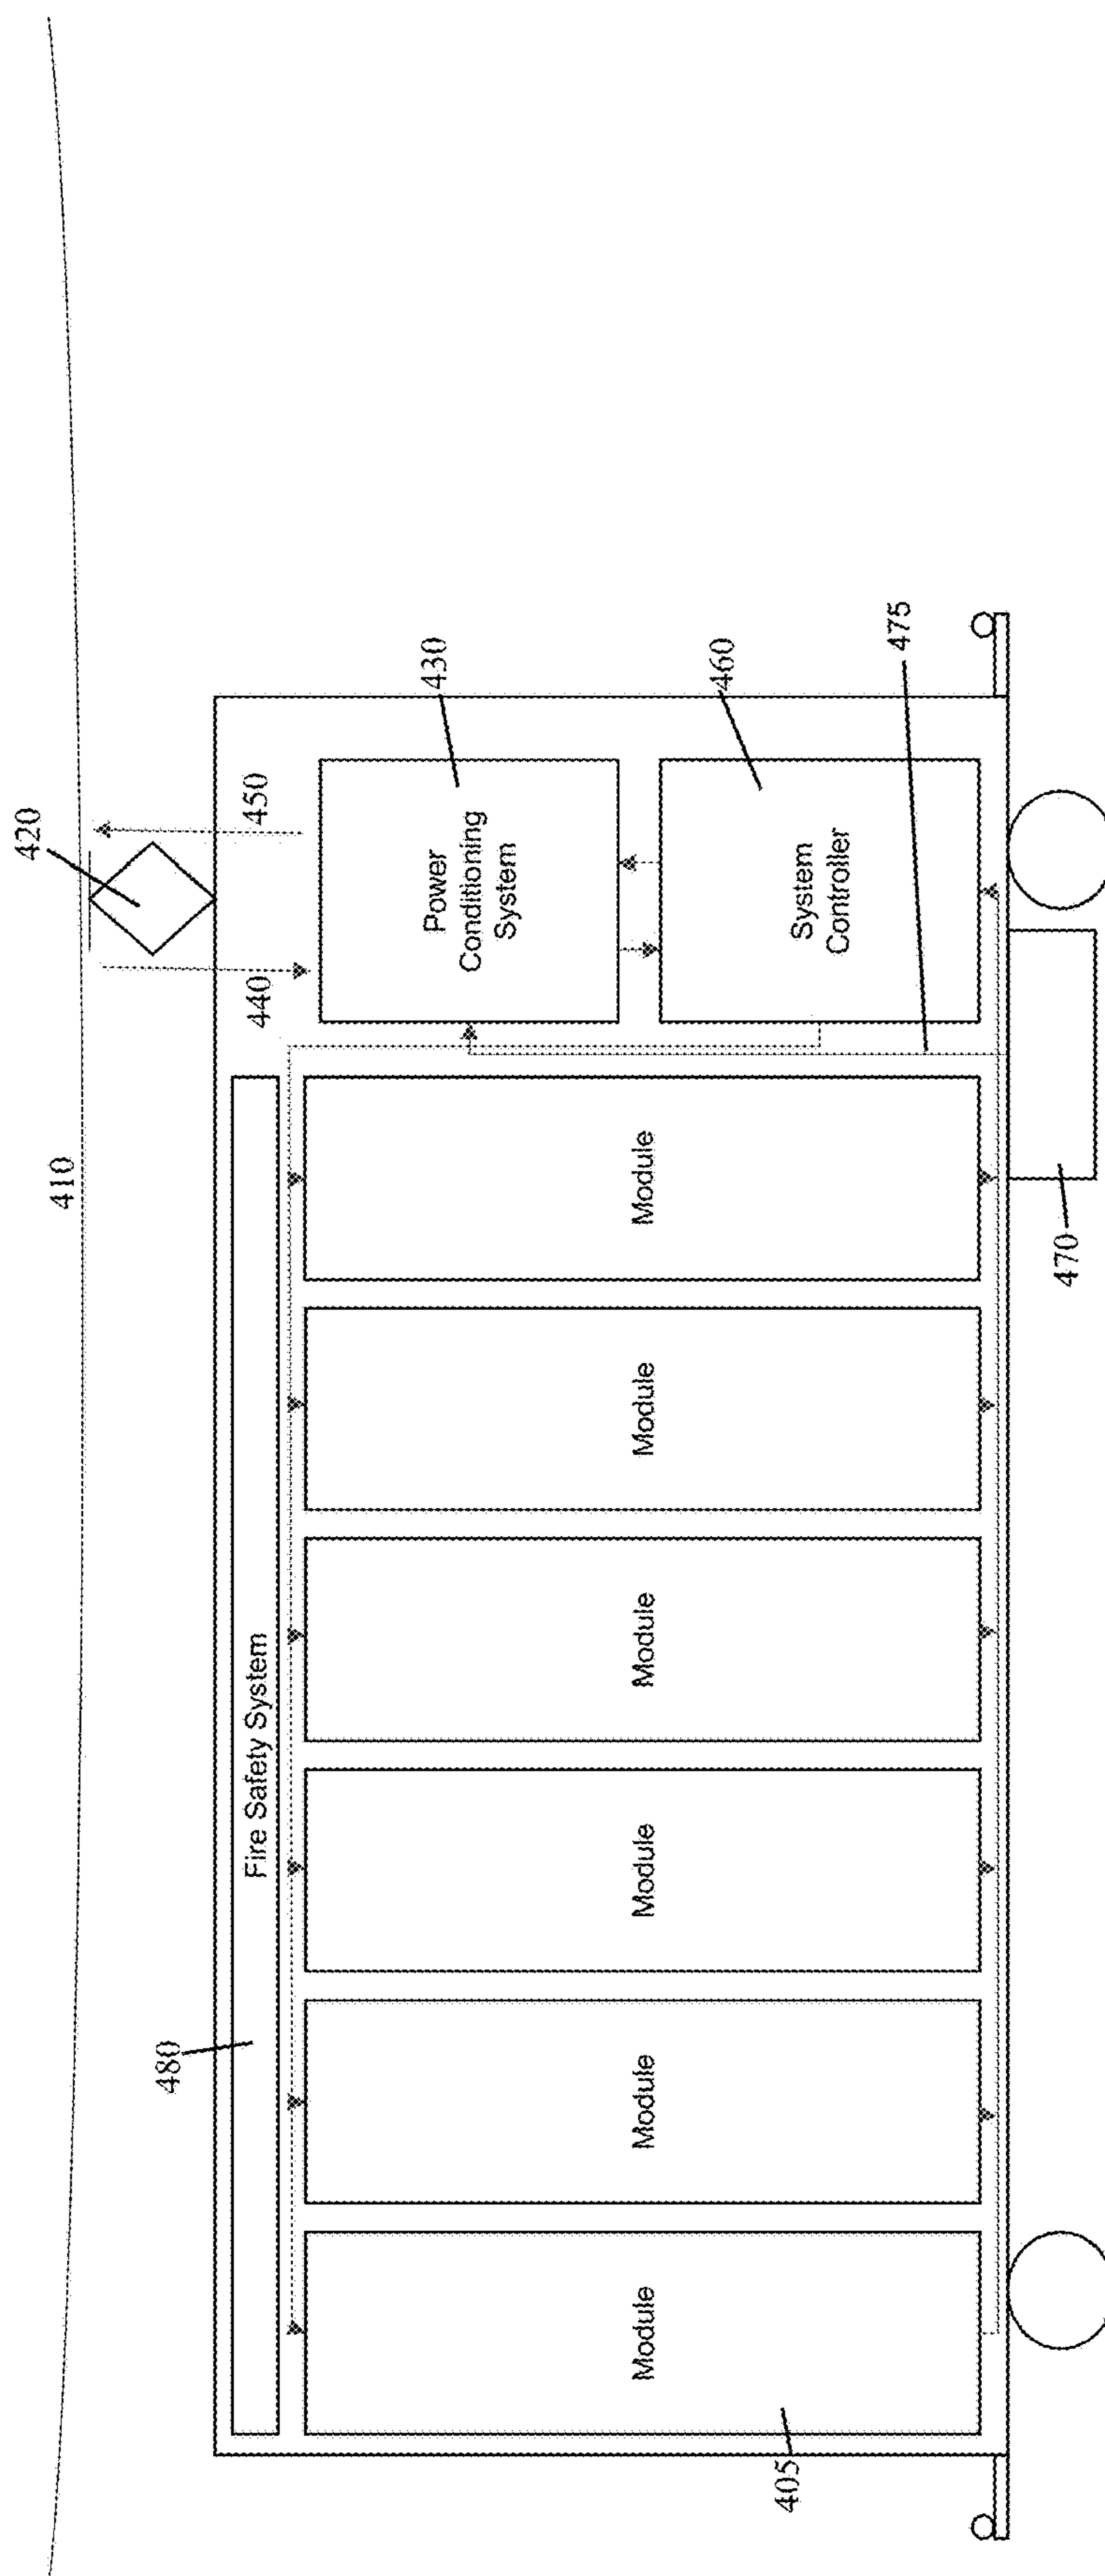 410
420
440
450
480
Fire Safety System
430
Power
Conditioning
System
460
System
Controller
475
405
Module
Module
Module
Module
Module
Module
470